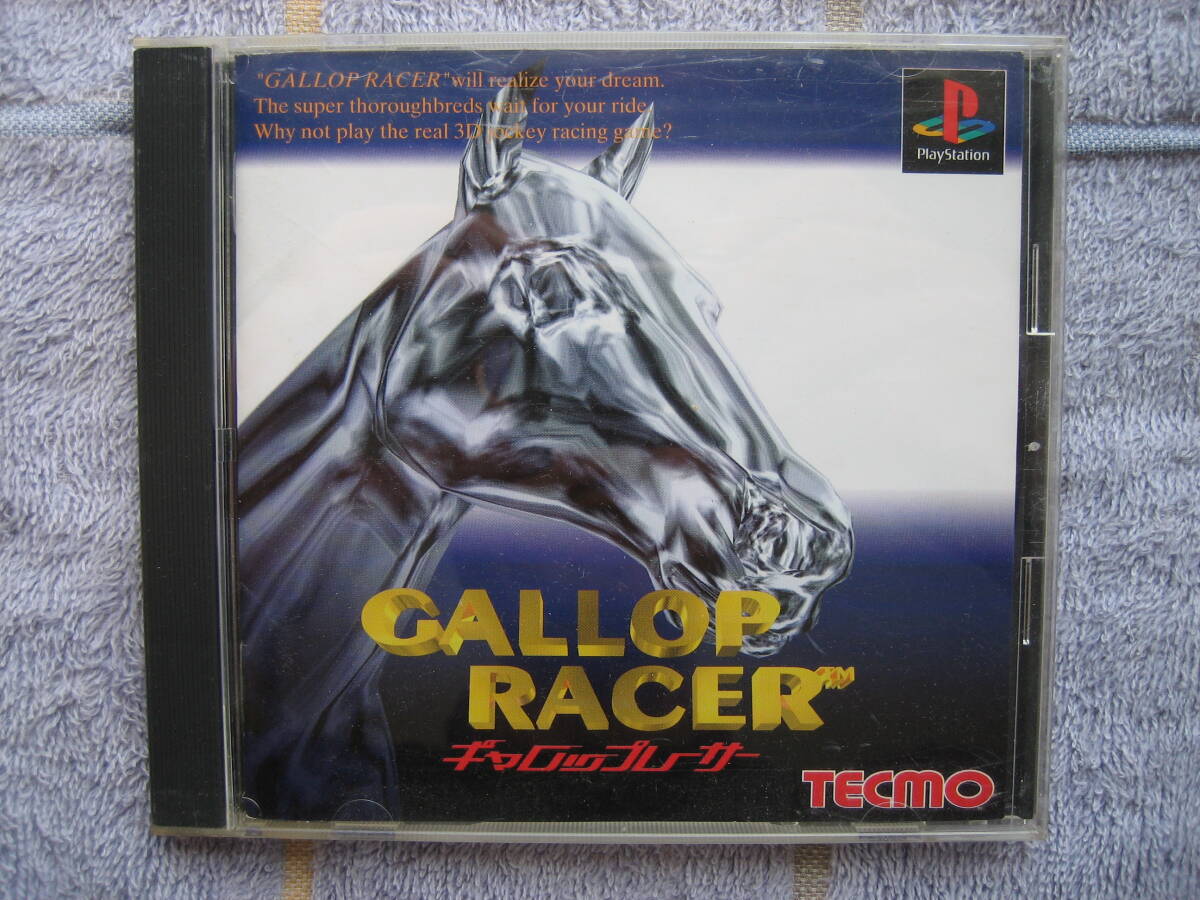 "GALLOP RACER" will realize your dream.
The super thoroughbreds wait for your ride.
Why not play the real 3D jockey racing game?
PlayStation
GALLOP
RACER™
ギャロップレーサー
TECMO